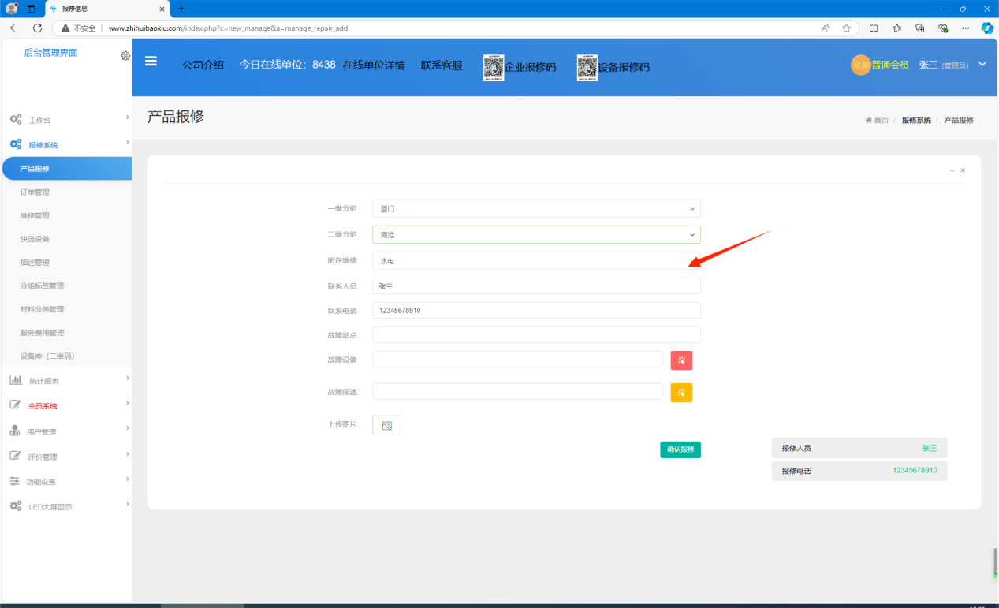 报修信息
不安全 www.zhihuibaoxiu.com/index.php?c=new_manage&a=manage_repair_add
后台管理界面
公司介绍 今日在线单位：8438 在线单位详情 联系客服 企业报修码 设备报修码
普通会员 张三 (管理员)
产品报修
首页 / 报修系统 / 产品报修
工作台
报修系统
产品报修
订单管理
维修管理
快选设备
描述管理
分组标签管理
材料分类管理
服务费用管理
设备库（二维码）
统计报表
会员系统
用户管理
评价管理
功能设置
LED大屏显示
一维分组 厦门
二维分组 海沧
所在维修 水电
联系人员 张三
联系电话 12345678910
故障地点
故障设备
故障描述
上传图片
确认报修
报修人员 张三
报修电话 12345678910